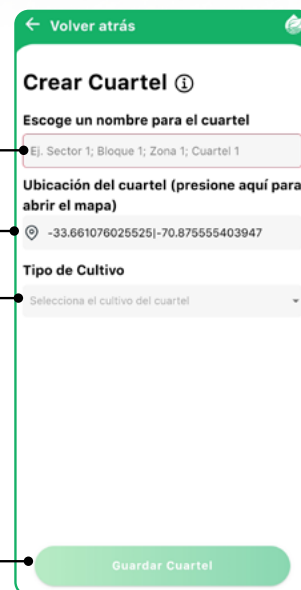 Volver atrás
Crear Cuartel
Escoge un nombre para el cuartel
Ej. Sector 1; Bloque 1; Zona 1; Cuartel 1
Ubicación del cuartel (presione aquí para
abrir el mapa)
-33.661076025525|-70.875555403947
Tipo de Cultivo
Selecciona el cultivo del cuartel
Guardar Cuartel